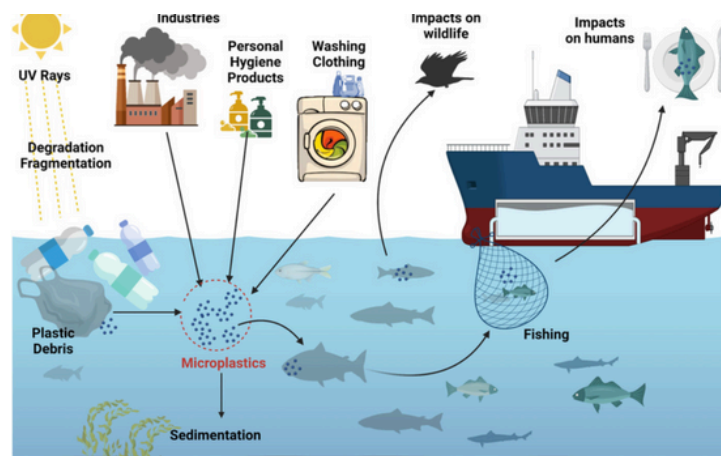 Industries
UV Rays
Personal
Hygiene
Products
Washing
Clothing
Impacts on
wildlife
Impacts
on humans
Degradation
Fragmentation
Plastic
Debris
Microplastics
Sedimentation
Fishing